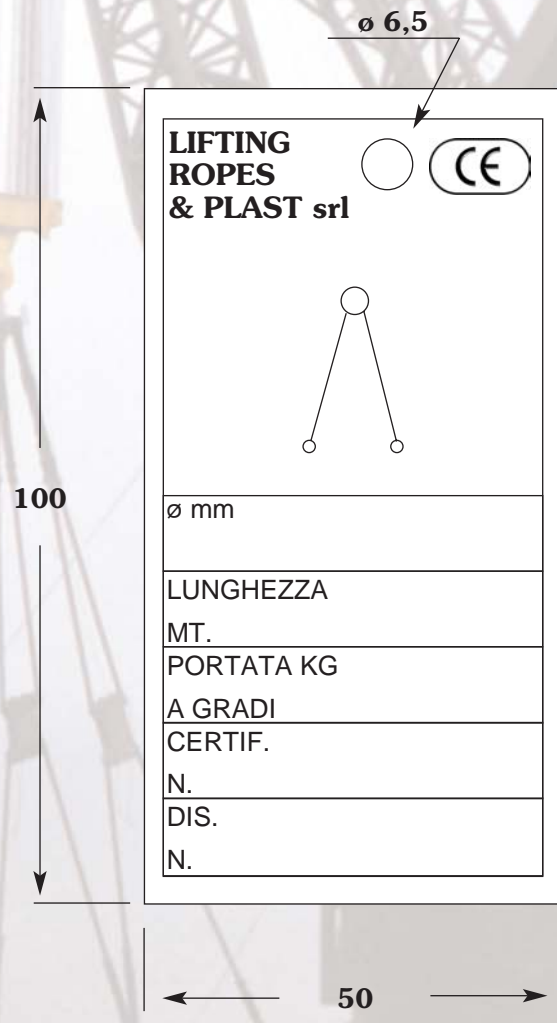 ø 6,5
LIFTING
ROPES
& PLAST srl
CE
100
ø mm
LUNGHEZZA
MT.
PORTATA KG
A GRADI
CERTIF.
N.
DIS.
N.
50